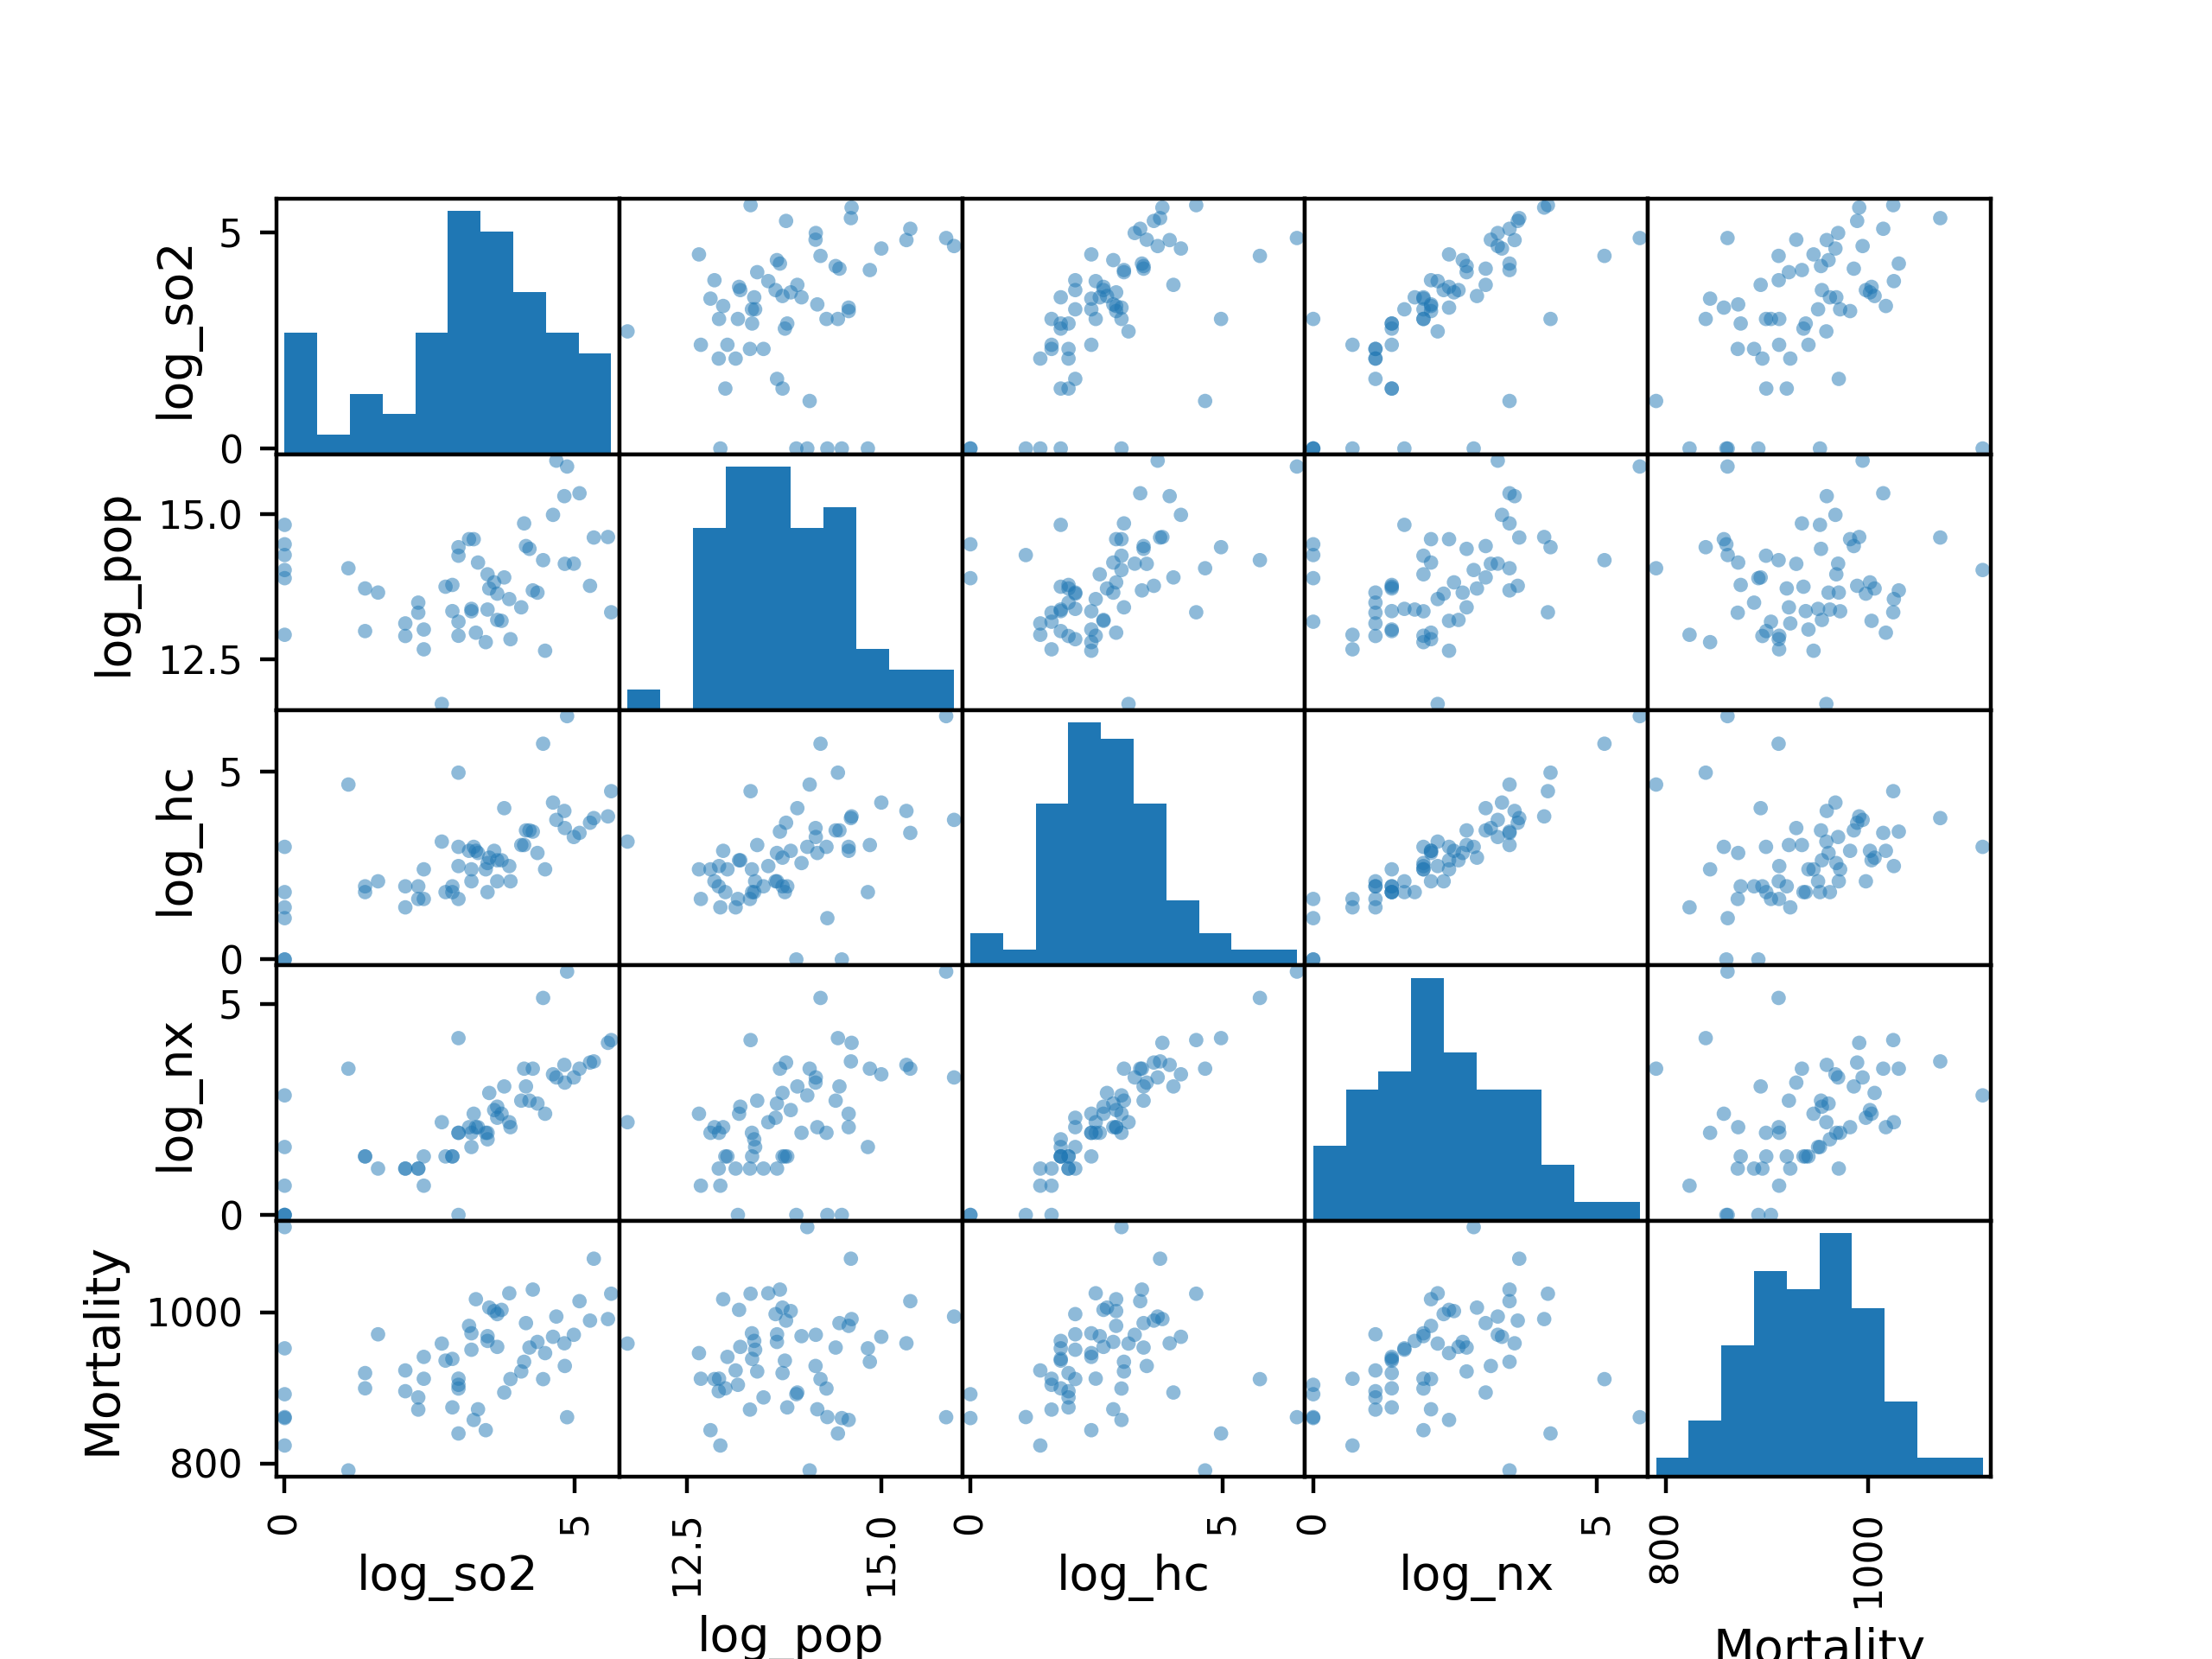 log_so2
5
0
log_pop
15.0
12.5
log_hc
5
0
log_nx
5
0
Mortality
1000
800
0 5 12.5 15.0 0 5 0 5 800 1000
log_so2 log_hc log_nx
log_pop Mortality